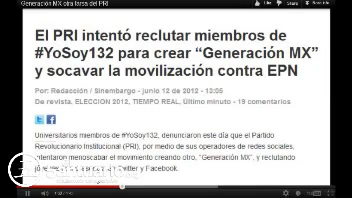 Generación MX otra farsa del PRI
El PRI intentó reclutar miembros de
#YoSoy132 para crear “Generación MX”
y socavar la movilización contra EPN
Por: Redacción / Sinembargo - junio 12 de 2012 - 13:05
De revista, ELECCION 2012, TIEMPO REAL, Último minuto - 19 comentarios
Universitarios miembros de #YoSoy132, denunciaron este día que el Partido
Revolucionario Institucional (PRI), por medio de sus operadores de redes sociales,
intentaron menoscabar el movimiento creando otro, “Generación MX”, y reclutando
Twitter y Facebook.